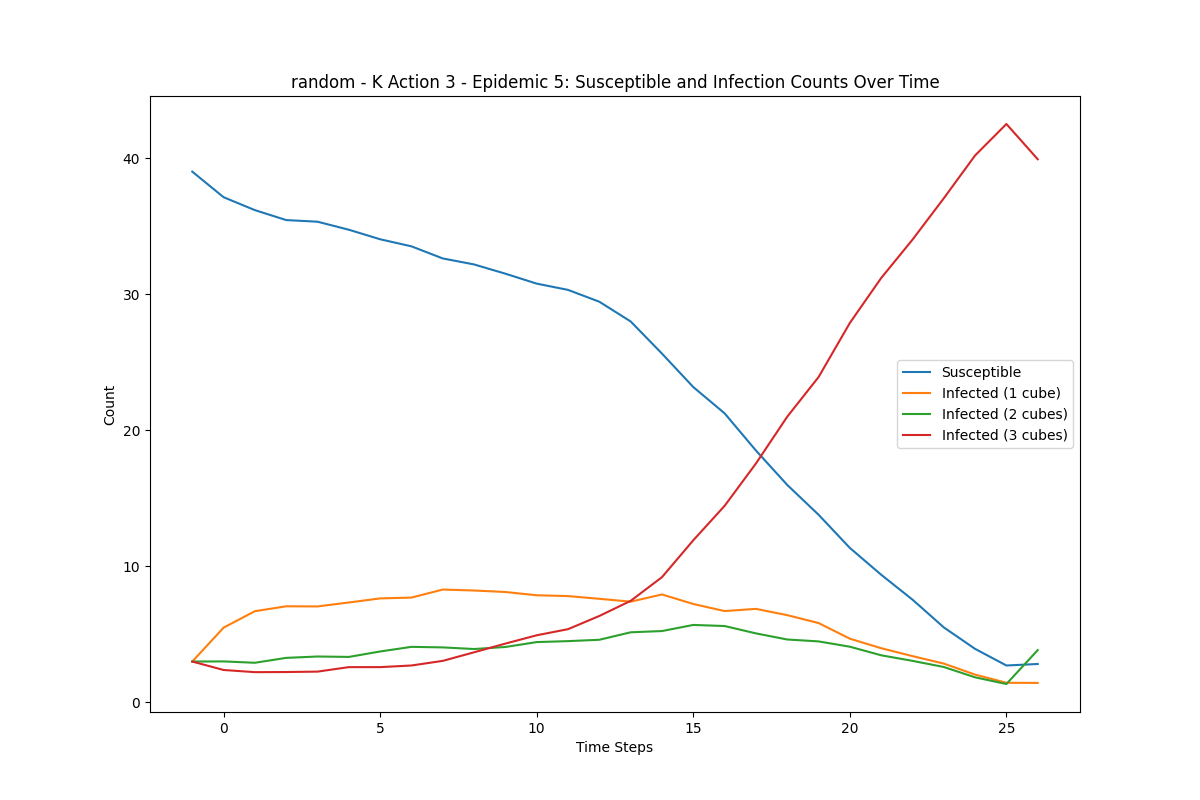 random - K Action 3 - Epidemic 5: Susceptible and Infection Counts Over Time
40
30
20
10
0
Count
Susceptible
Infected (1 cube)
Infected (2 cubes)
Infected (3 cubes)
0 5 10 15 20 25
Time Steps